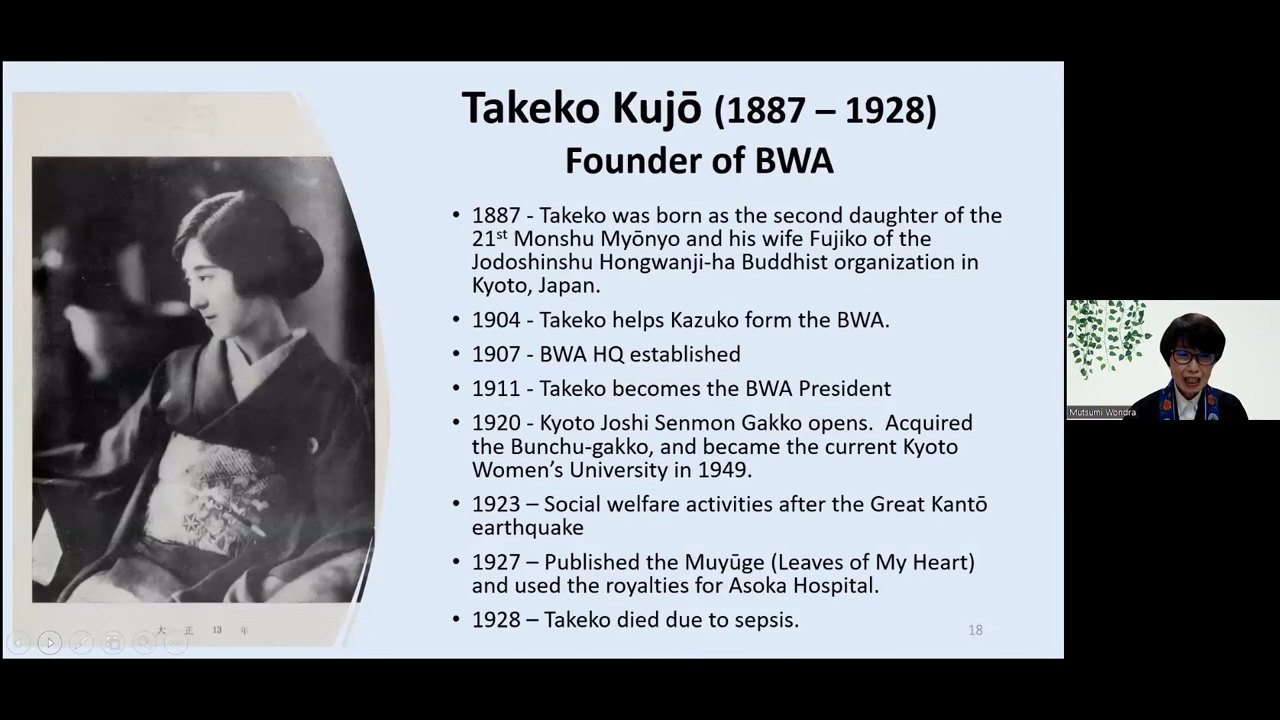 Takeko Kujō (1887 – 1928)
Founder of BWA
• 1887 - Takeko was born as the second daughter of the
21st Monshu Myōnyo and his wife Fujiko of the
Jodoshinshu Hongwanji-ha Buddhist organization in
Kyoto, Japan.
• 1904 - Takeko helps Kazuko form the BWA.
• 1907 - BWA HQ established
• 1911 - Takeko becomes the BWA President
• 1920 - Kyoto Joshi Senmon Gakko opens.  Acquired
the Bunchu-gakko, and became the current Kyoto
Women’s University in 1949.
• 1923 – Social welfare activities after the Great Kantō
earthquake
• 1927 – Published the Muyūge (Leaves of My Heart)
and used the royalties for Asoka Hospital.
• 1928 – Takeko died due to sepsis.
18
大 正 13 年
Mutsumi Wondra